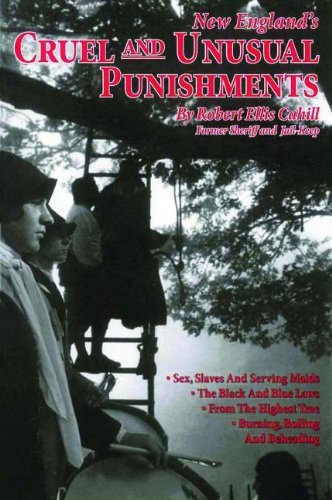 New England's
CRUEL AND UNUSUAL
PUNISHMENTS
By Robert Ellis Cahill
Former Sheriff and Jail-Keep
• Sex, Slaves And Serving Maids
• The Black And Blue Laws
• From The Highest Tree
• Burning, Boiling
And Beheading